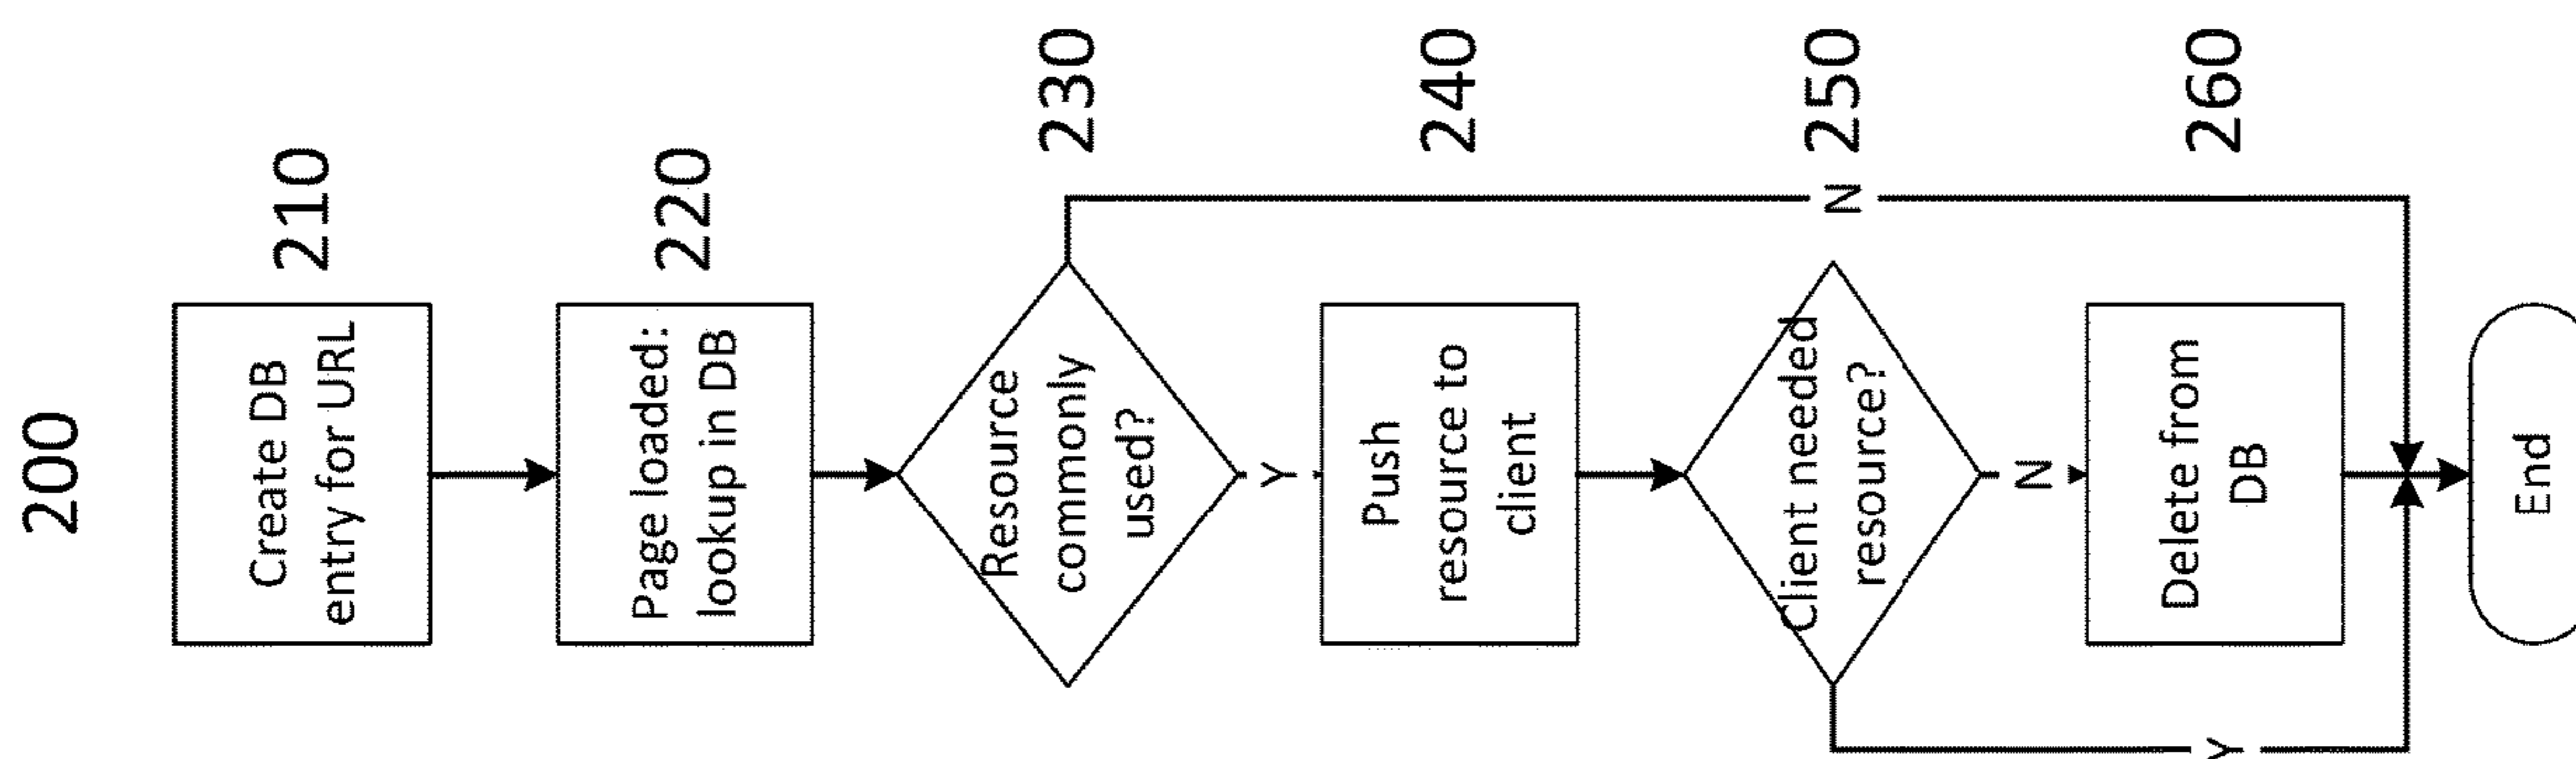 200
Create DB
entry for URL
210
Page loaded:
lookup in DB
220
Resource
commonly
used?
230
Y
N
Push
resource to
client
240
Client needed
resource?
250
N
Y
Delete from
DB
260
End